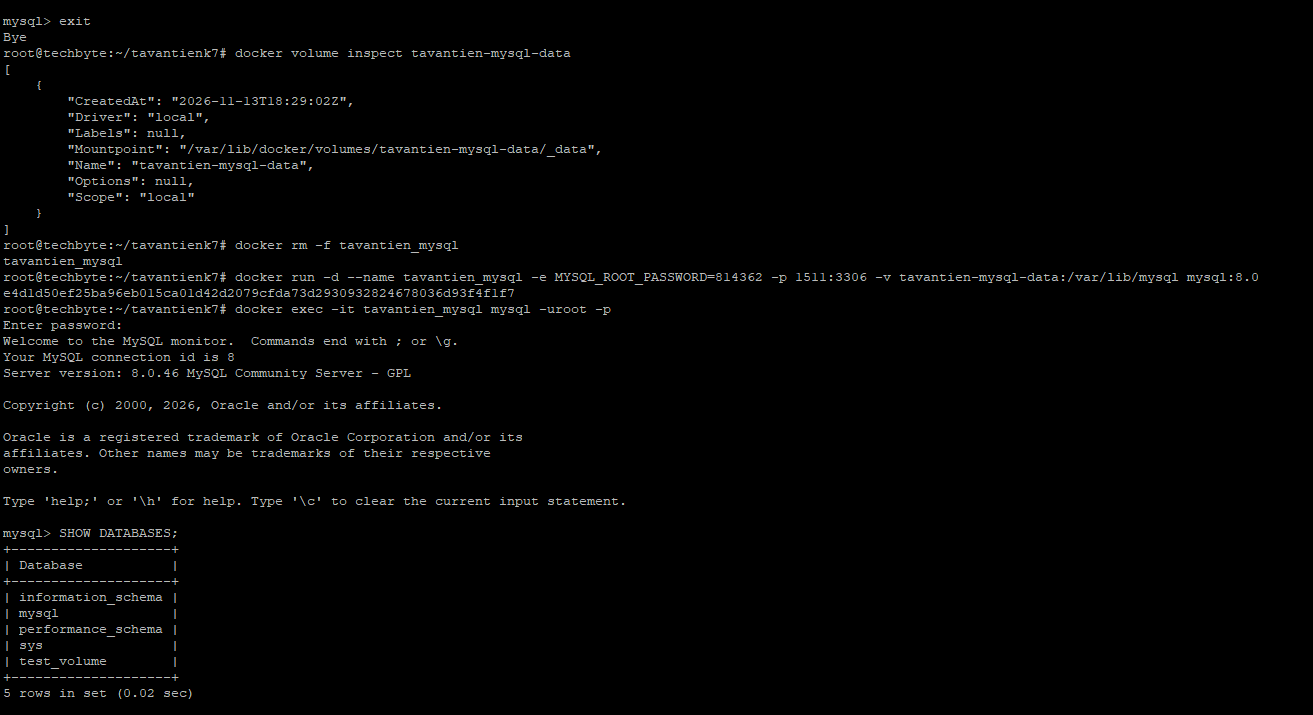 mysql> exit
Bye
root@techbyte:~/tavantienk7# docker volume inspect tavantien-mysql-data
[
    {
        "CreatedAt": "2026-11-13T18:29:02Z",
        "Driver": "local",
        "Labels": null,
        "Mountpoint": "/var/lib/docker/volumes/tavantien-mysql-data/_data",
        "Name": "tavantien-mysql-data",
        "Options": null,
        "Scope": "local"
    }
]
root@techbyte:~/tavantienk7# docker rm -f tavantien_mysql
tavantien_mysql
root@techbyte:~/tavantienk7# docker run -d --name tavantien_mysql -e MYSQL_ROOT_PASSWORD=814362 -p 1511:3306 -v tavantien-mysql-data:/var/lib/mysql mysql:8.0
e4d1d50ef25ba96eb015ca01d42d2079cfda73d2930932824678036d93f4f1f7
root@techbyte:~/tavantienk7# docker exec -it tavantien_mysql mysql -uroot -p
Enter password:
Welcome to the MySQL monitor.  Commands end with ; or \g.
Your MySQL connection id is 8
Server version: 8.0.46 MySQL Community Server - GPL

Copyright (c) 2000, 2026, Oracle and/or its affiliates.

Oracle is a registered trademark of Oracle Corporation and/or its
affiliates. Other names may be trademarks of their respective
owners.

Type 'help;' or '\h' for help. Type '\c' to clear the current input statement.

mysql> SHOW DATABASES;
+--------------------+
| Database           |
+--------------------+
| information_schema |
| mysql              |
| performance_schema |
| sys                |
| test_volume        |
+--------------------+
5 rows in set (0.02 sec)